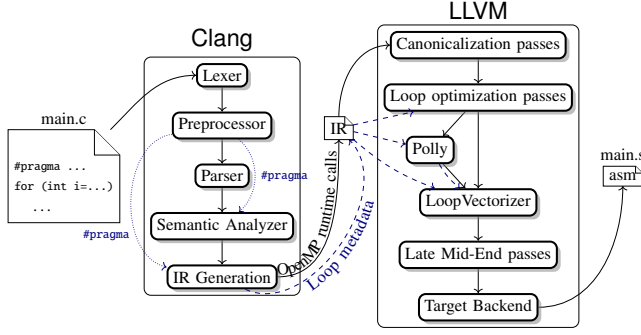 Clang
LLVM
main.c
#pragma ...
for (int i=...)
...
Lexer
Preprocessor
#pragma
Parser
Semantic Analyzer
#pragma
IR Generation
OpenMP runtime calls
Loop metadata
IR
Canonicalization passes
Loop optimization passes
Polly
LoopVectorizer
Late Mid-End passes
Target Backend
main.s
asm